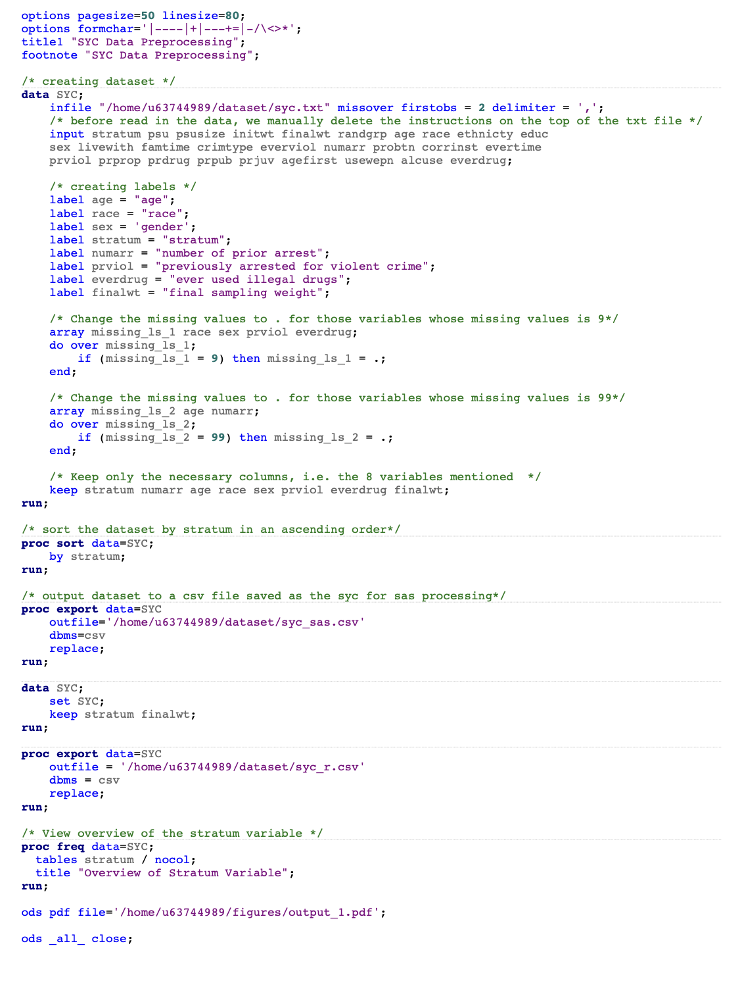 options pagesize=50 linesize=80;
options formchar='|----|+|---+=|-/\<>*';
title1 "SYC Data Preprocessing";
footnote "SYC Data Preprocessing";
/* creating dataset */
data SYC;
infile "/home/u63744989/dataset/syc.txt" missover firstobs = 2 delimiter = ',';
/* before read in the data, we manually delete the instructions on the top of the txt file */
input stratum psu psusize initwt finalwt randgrp age race ethnicty educ
sex livewith famtime crimtype everviol numarr probtn corrinst evertime
prviol prprop prdrug prpub prjuv agefirst usewepn alcuse everdrug;
/* creating labels */
label age = "age";
label race = "race";
label sex = 'gender';
label stratum = "stratum";
label numarr = "number of prior arrest";
label prviol = "previously arrested for violent crime";
label everdrug = "ever used illegal drugs";
label finalwt = "final sampling weight";
/* Change the missing values to . for those variables whose missing values is 9*/
array missing_ls_1 race sex prviol everdrug;
do over missing_ls_1;
if (missing_ls_1 = 9) then missing_ls_1 = .;
end;
/* Change the missing values to . for those variables whose missing values is 99*/
array missing_ls_2 age numarr;
do over missing_ls_2;
if (missing_ls_2 = 99) then missing_ls_2 = .;
end;
/* Keep only the necessary columns, i.e. the 8 variables mentioned  */
keep stratum numarr age race sex prviol everdrug finalwt;
run;
/* sort the dataset by stratum in an ascending order*/
proc sort data=SYC;
by stratum;
run;
/* output dataset to a csv file saved as the syc for sas processing*/
proc export data=SYC
outfile='/home/u63744989/dataset/syc_sas.csv'
dbms=csv
replace;
run;
data SYC;
set SYC;
keep stratum finalwt;
run;
proc export data=SYC
outfile = '/home/u63744989/dataset/syc_r.csv'
dbms = csv
replace;
run;
/* View overview of the stratum variable */
proc freq data=SYC;
tables stratum / nocol;
title "Overview of Stratum Variable";
run;
ods pdf file='/home/u63744989/figures/output_1.pdf';
ods _all_ close;